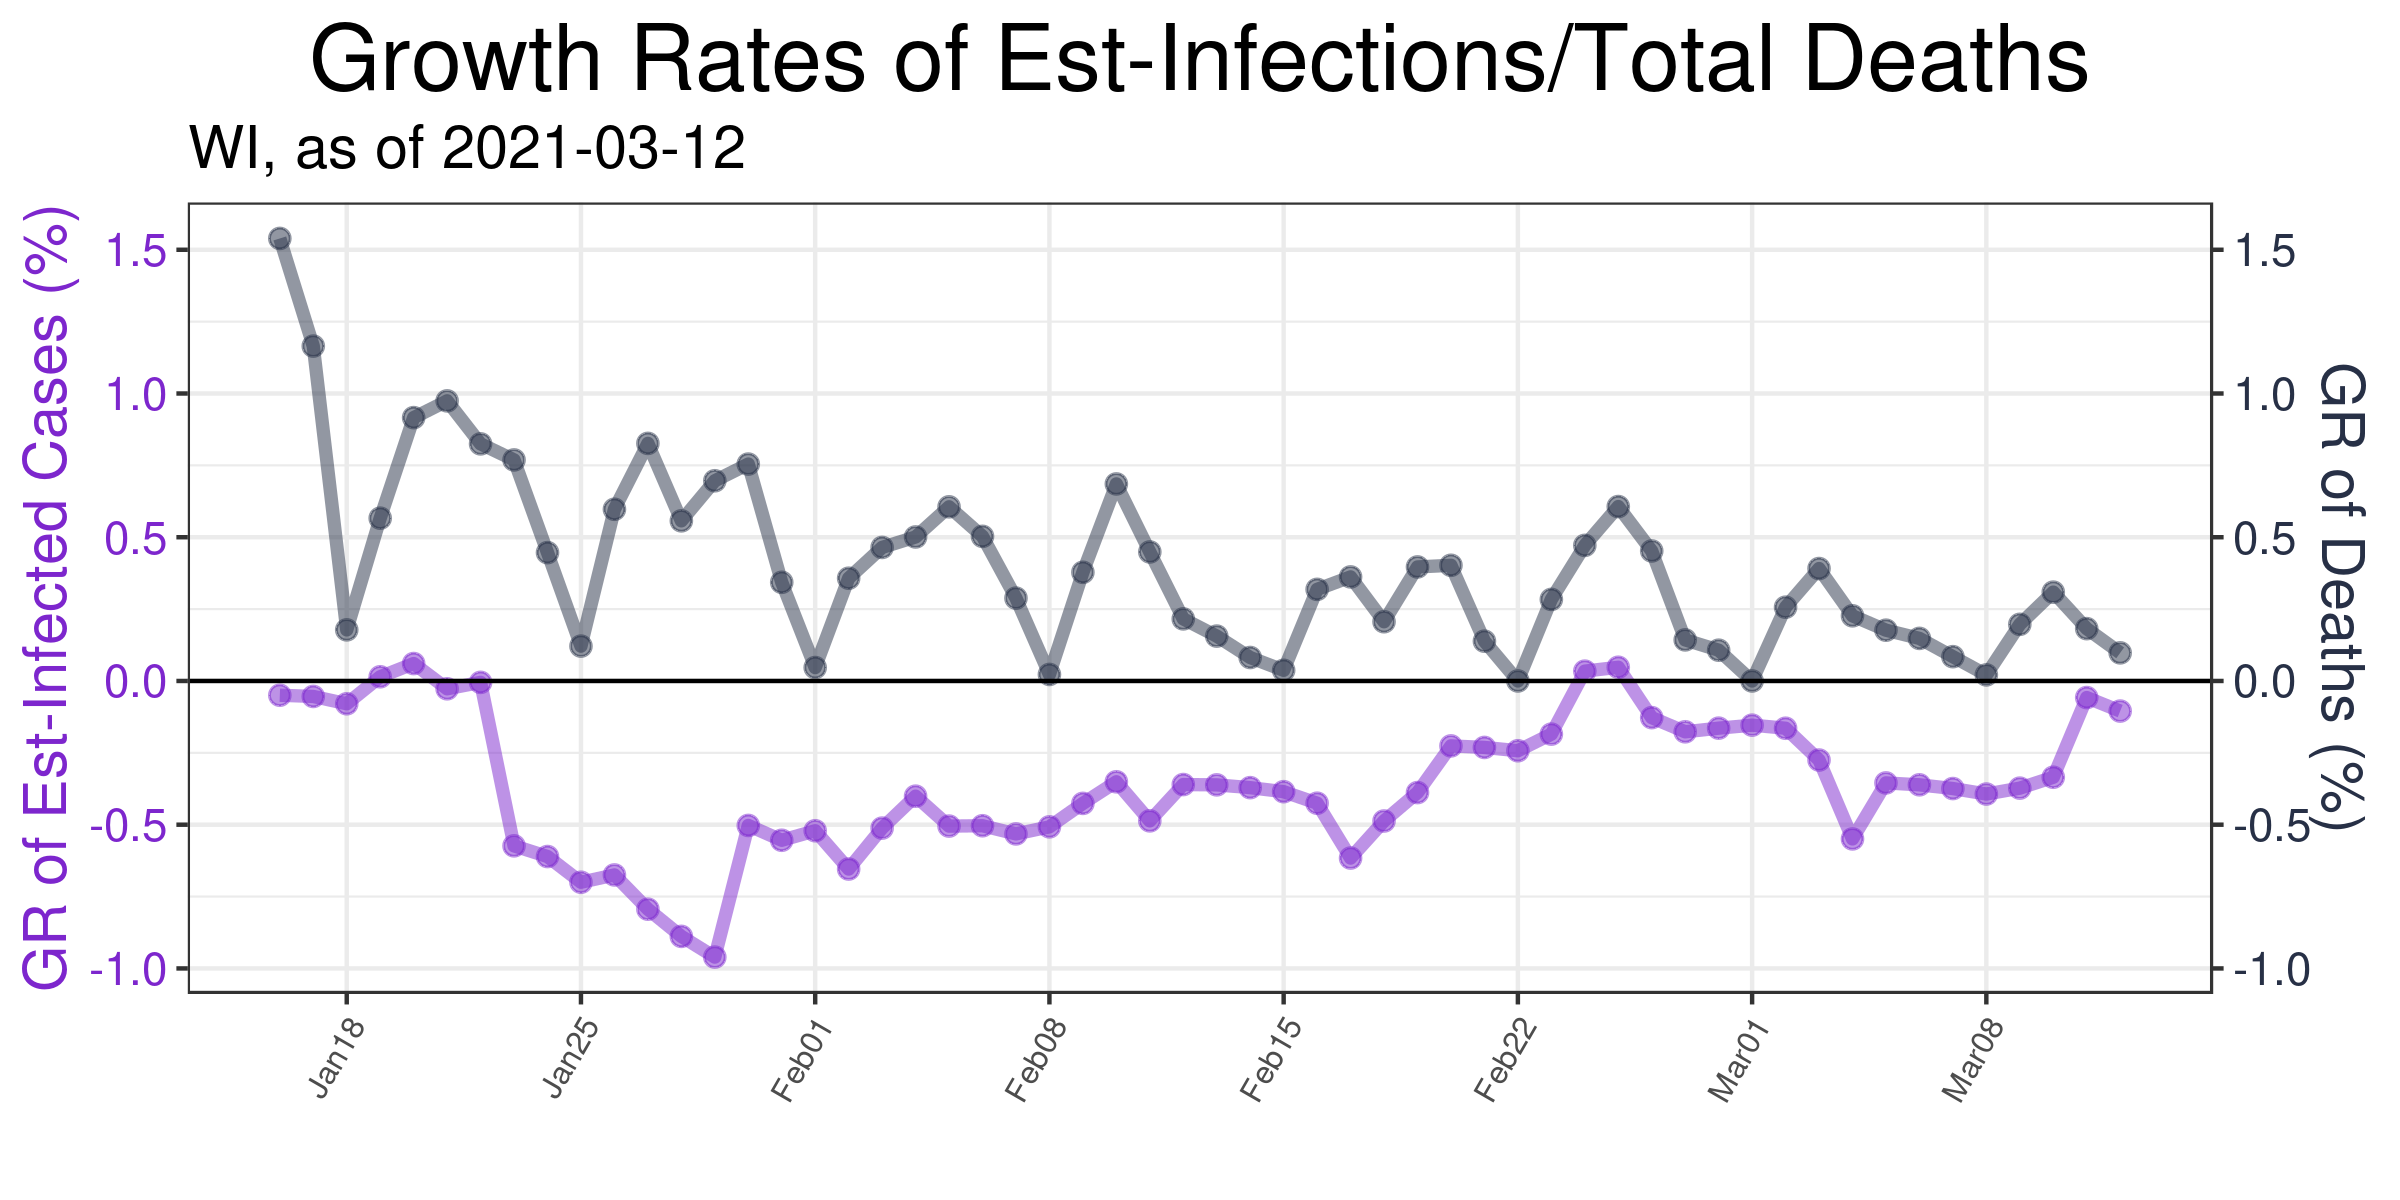 Growth Rates of Est-Infections/Total Deaths
WI, as of 2021-03-12
GR of Est-Infected Cases (%)
1.5
1.0
0.5
0.0
-0.5
-1.0
1.5
1.0
0.5
0.0
-0.5
-1.0
GR of Deaths (%)
Jan18
Jan25
Feb01
Feb08
Feb15
Feb22
Mar01
Mar08